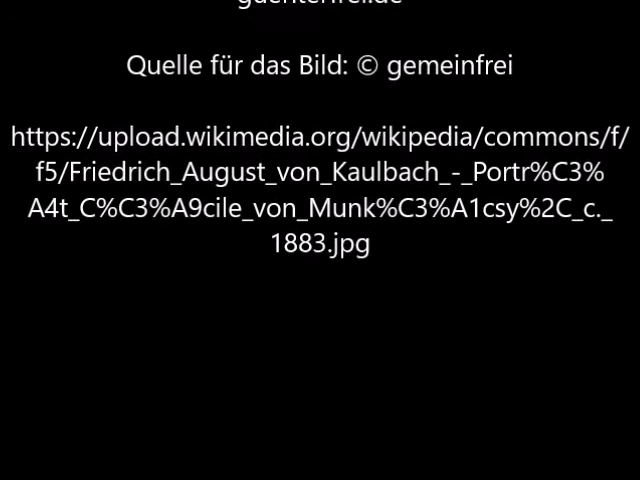 Quelle für das Bild: © gemeinfrei
https://upload.wikimedia.org/wikipedia/commons/f/
f5/Friedrich_August_von_Kaulbach_-_Portr%C3%
A4t_C%C3%A9cile_von_Munk%C3%A1csy%2C_c._
1883.jpg